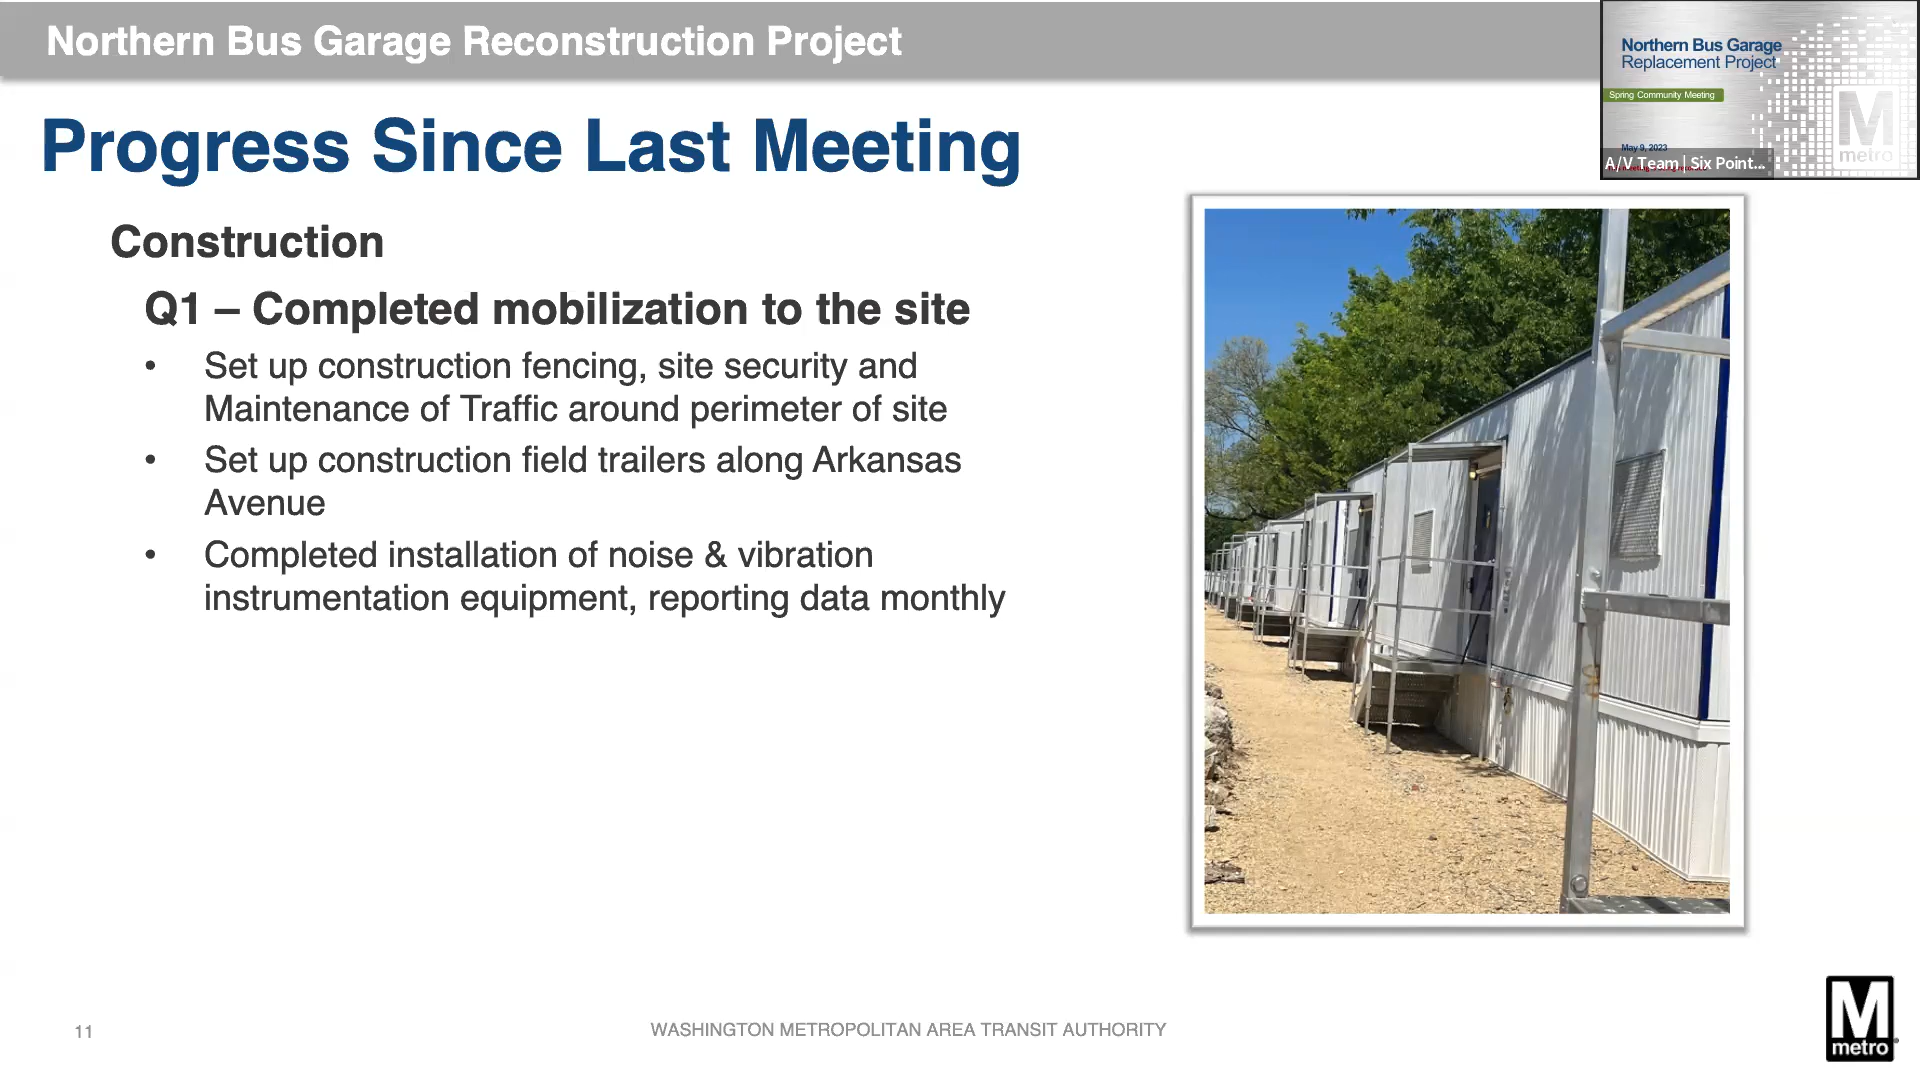 Northern Bus Garage Reconstruction Project
Northern Bus Garage
Replacement Project
Spring Community Meeting
May 9, 2023
A/V Team | Six Point...
M
metro
Progress Since Last Meeting
Construction
Q1 – Completed mobilization to the site
• Set up construction fencing, site security and
Maintenance of Traffic around perimeter of site
• Set up construction field trailers along Arkansas
Avenue
• Completed installation of noise & vibration
instrumentation equipment, reporting data monthly
11
WASHINGTON METROPOLITAN AREA TRANSIT AUTHORITY
M
metro